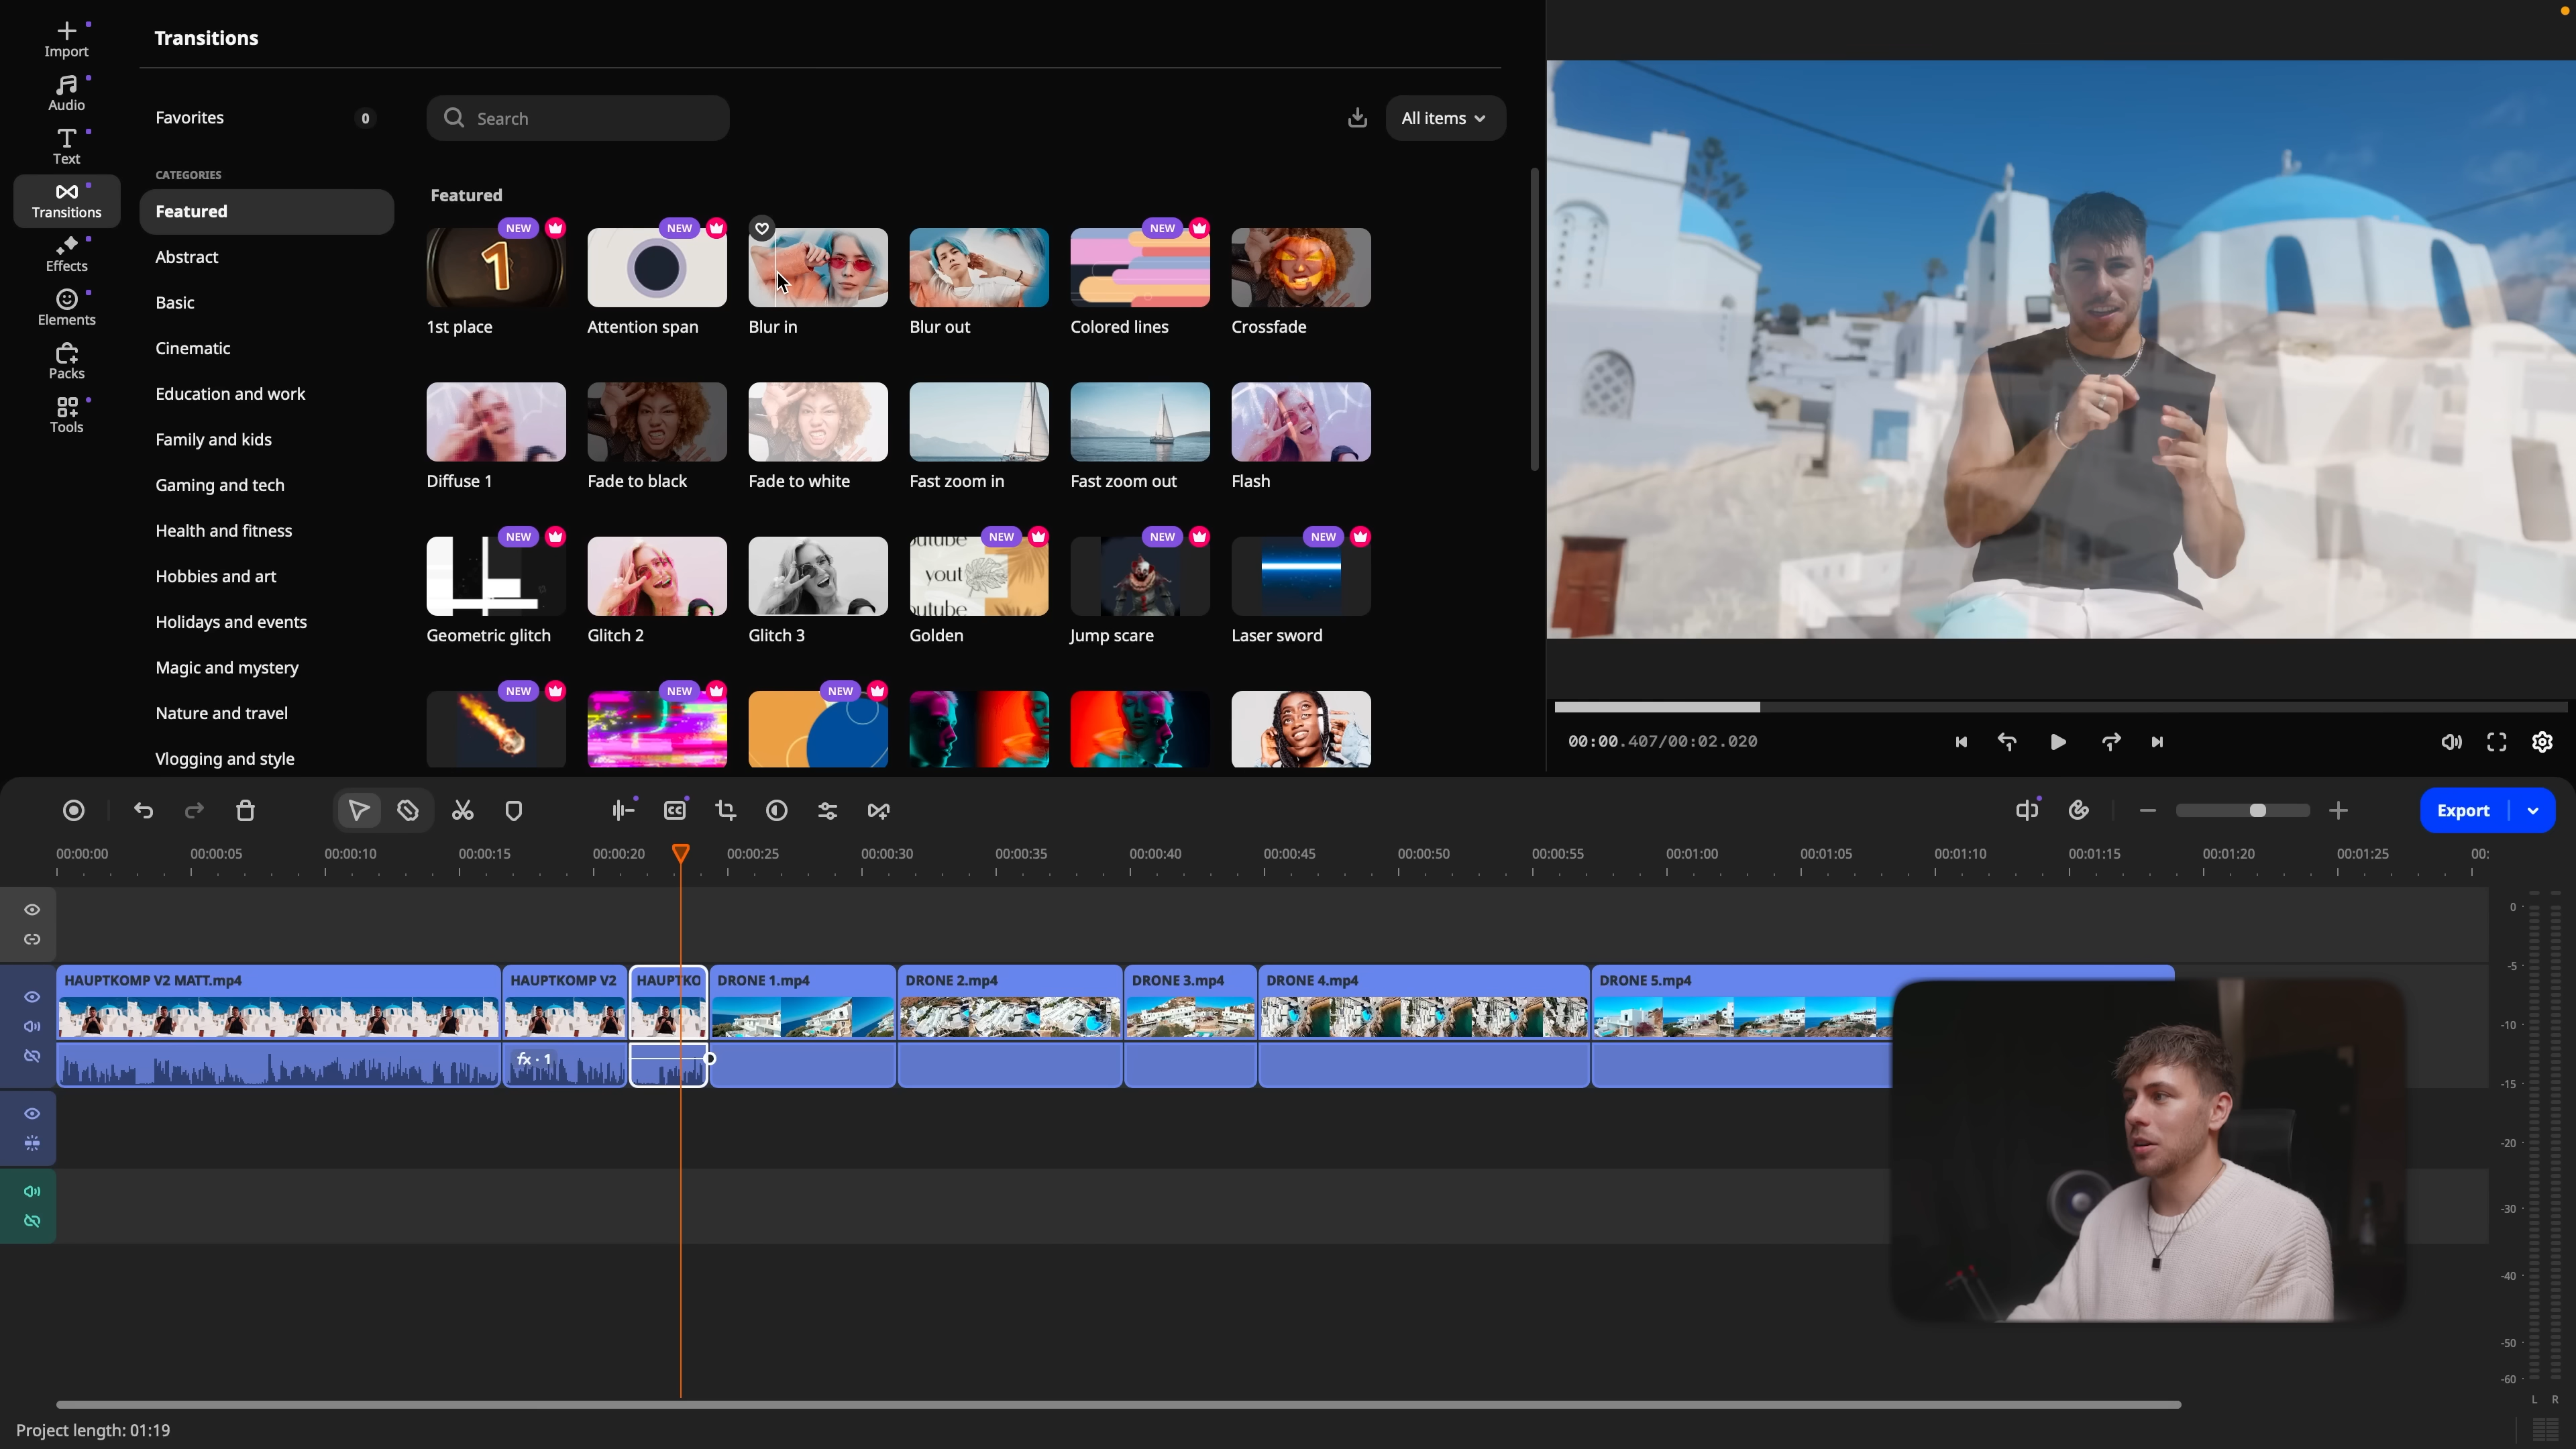 Import
Audio
Text
Transitions
Effects
Elements
Packs
Tools
Transitions
Favorites 0
CATEGORIES
Featured
Abstract
Basic
Cinematic
Education and work
Family and kids
Gaming and tech
Health and fitness
Hobbies and art
Holidays and events
Magic and mystery
Nature and travel
Vlogging and style
Search
All items
Featured
NEW NEW NEW
1
1st place Attention span Blur in Blur out Colored lines Crossfade
Diffuse 1 Fade to black Fade to white Fast zoom in Fast zoom out Flash
NEW NEW NEW NEW
outube
yout
outube
Geometric glitch Glitch 2 Glitch 3 Golden Jump scare Laser sword
NEW NEW NEW
00:00.407/00:02.020
CC
Export
00:00:00 00:00:05 00:00:10 00:00:15 00:00:20 00:00:25 00:00:30 00:00:35 00:00:40 00:00:45 00:00:50 00:00:55 00:01:00 00:01:05 00:01:10 00:01:15 00:01:20 00:01:25 00:
HAUPTKOMP V2 MATT.mp4 HAUPTKOMP V2 HAUPTKO DRONE 1.mp4 DRONE 2.mp4 DRONE 3.mp4 DRONE 4.mp4 DRONE 5.mp4
fx · 1
0
-5
-10
-15
-20
-30
-40
-50
-60
L R
Project length: 01:19